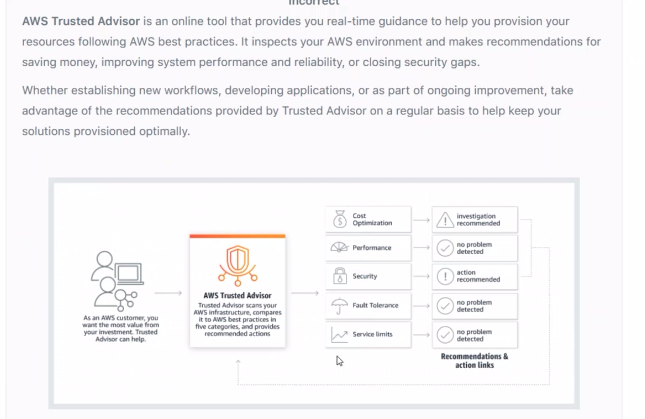 Incorrect
AWS Trusted Advisor is an online tool that provides you real-time guidance to help you provision your
resources following AWS best practices. It inspects your AWS environment and makes recommendations for
saving money, improving system performance and reliability, or closing security gaps.
Whether establishing new workflows, developing applications, or as part of ongoing improvement, take
advantage of the recommendations provided by Trusted Advisor on a regular basis to help keep your
solutions provisioned optimally.
As an AWS customer, you
want the most value from
your investment. Trusted
Advisor can help.
AWS Trusted Advisor
Trusted Advisor scans your
AWS infrastructure, compares
it to AWS best practices in
five categories, and provides
recommended actions
Cost
Optimization
investigation
recommended
Performance
no problem
detected
Security
action
recommended
Fault Tolerance
no problem
detected
Service limits
no problem
detected
Recommendations &
action links